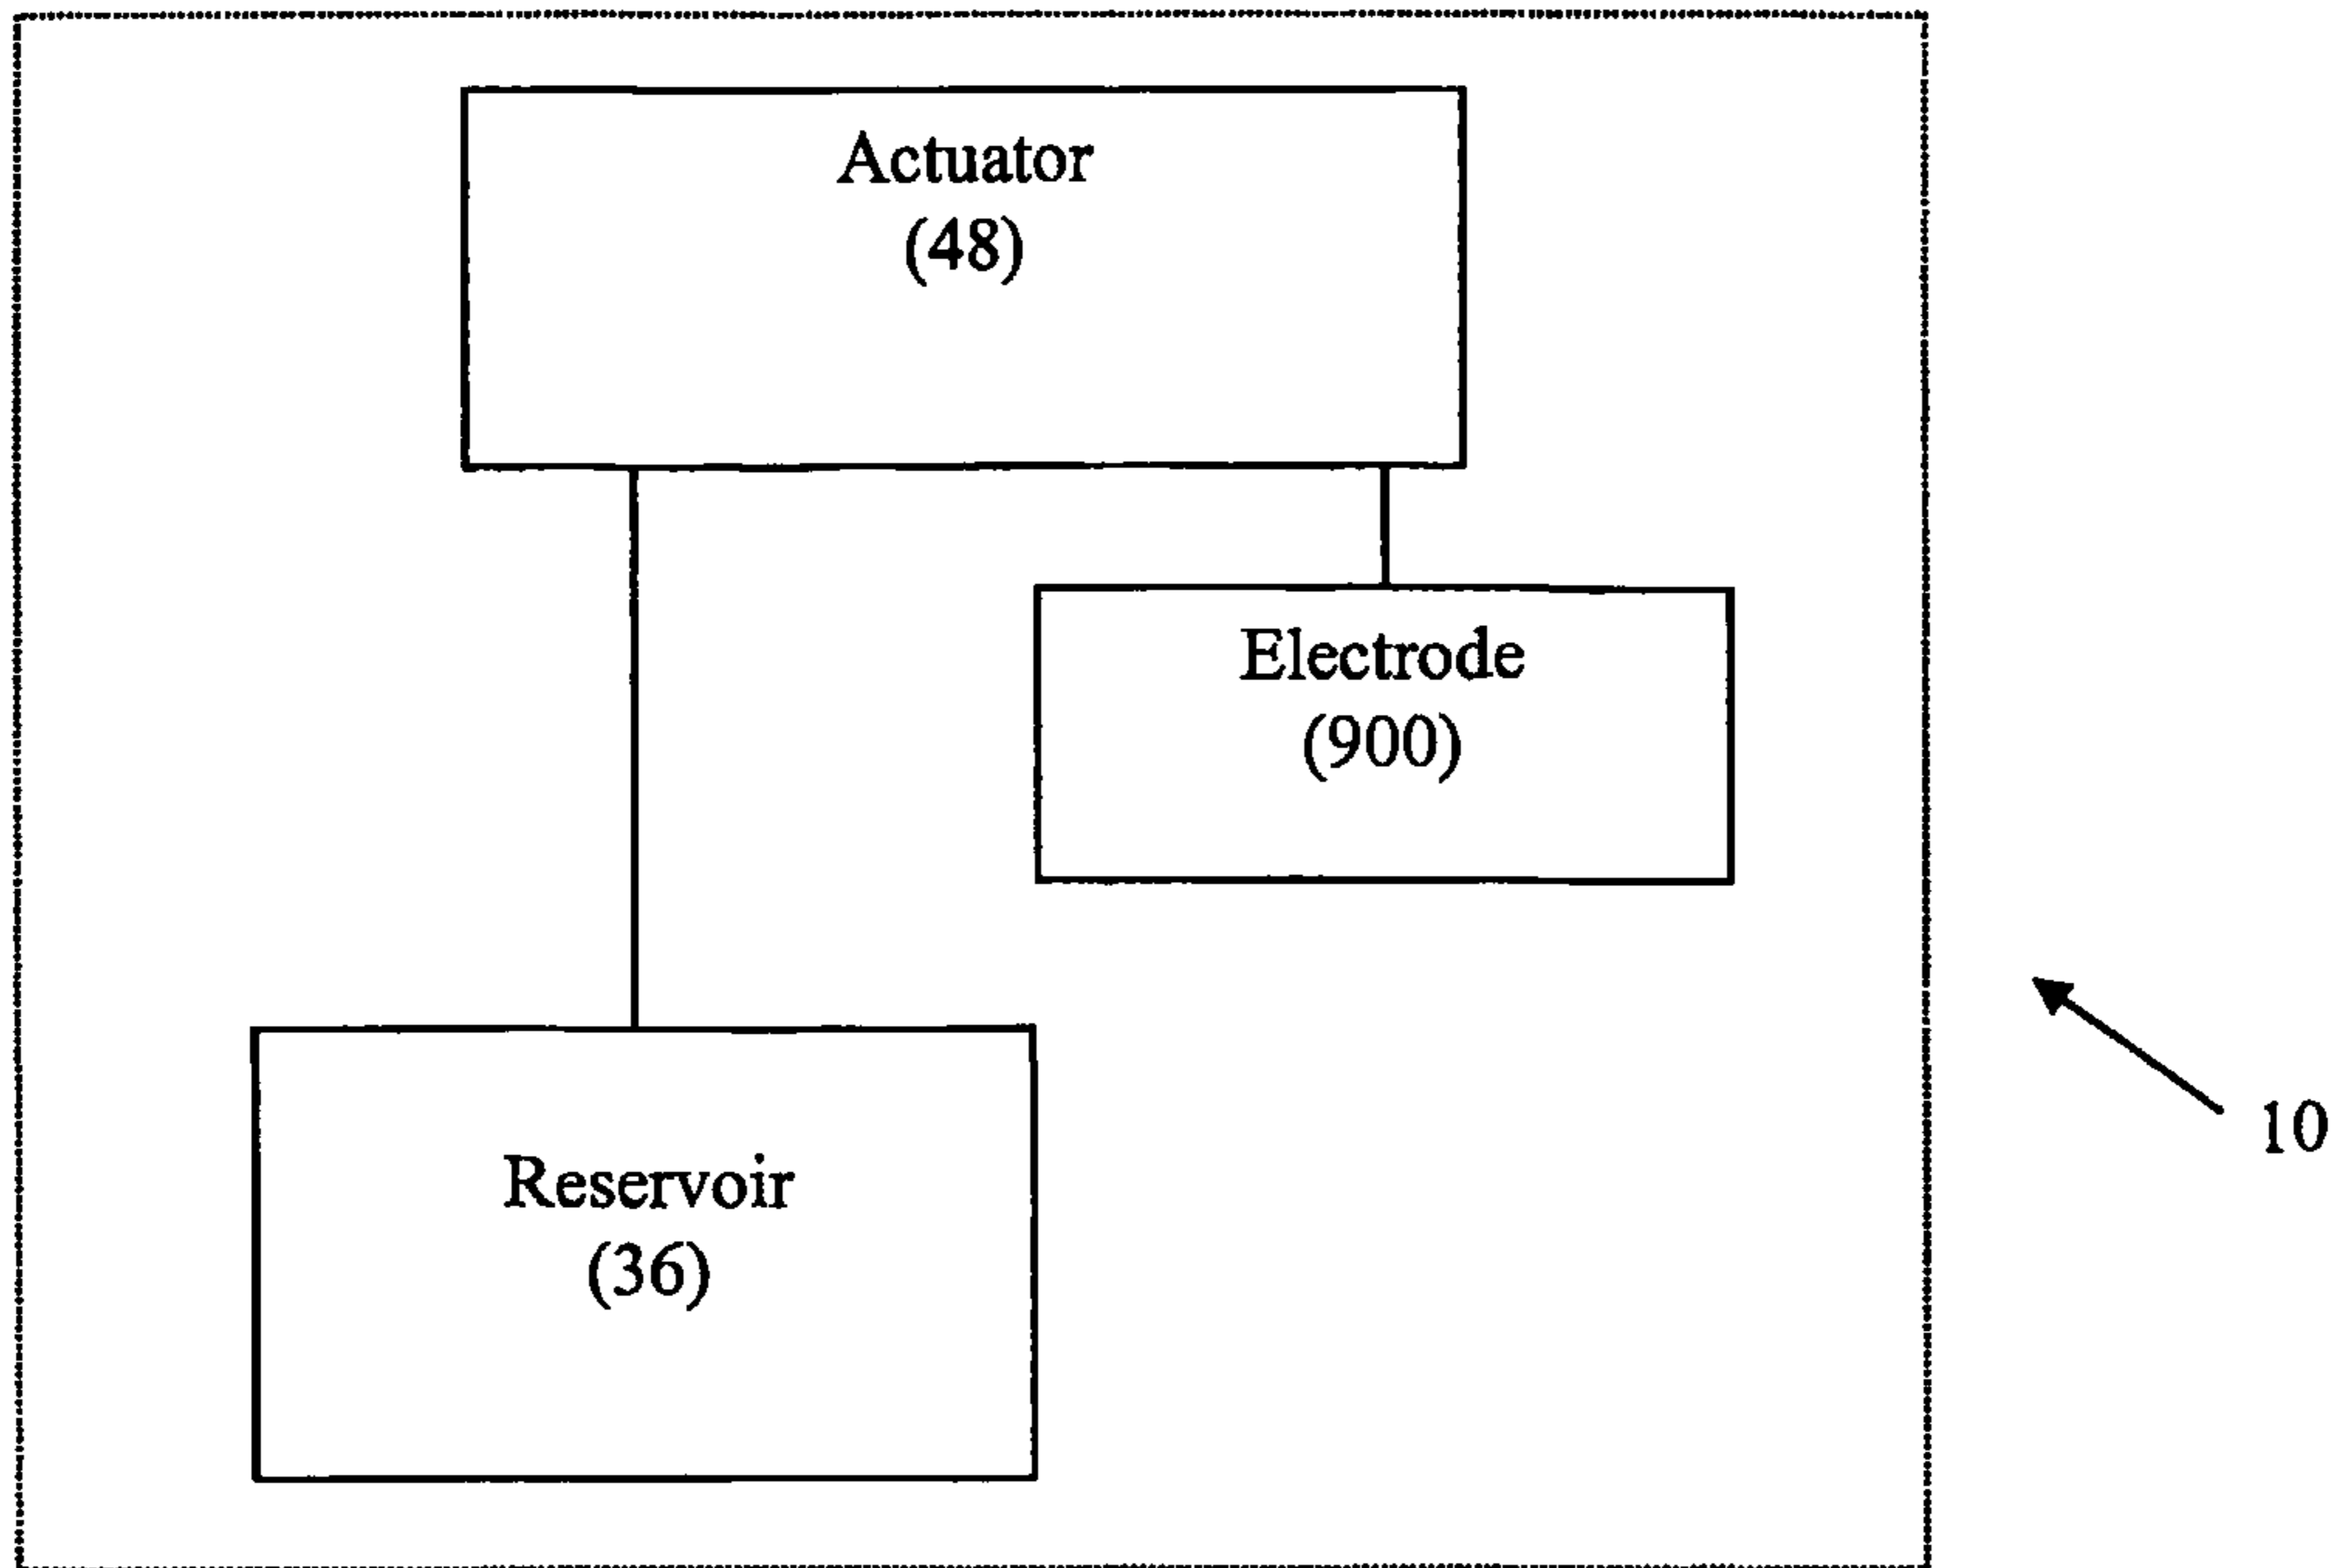 Actuator
(48)
Electrode
(900)
Reservoir
(36)
10